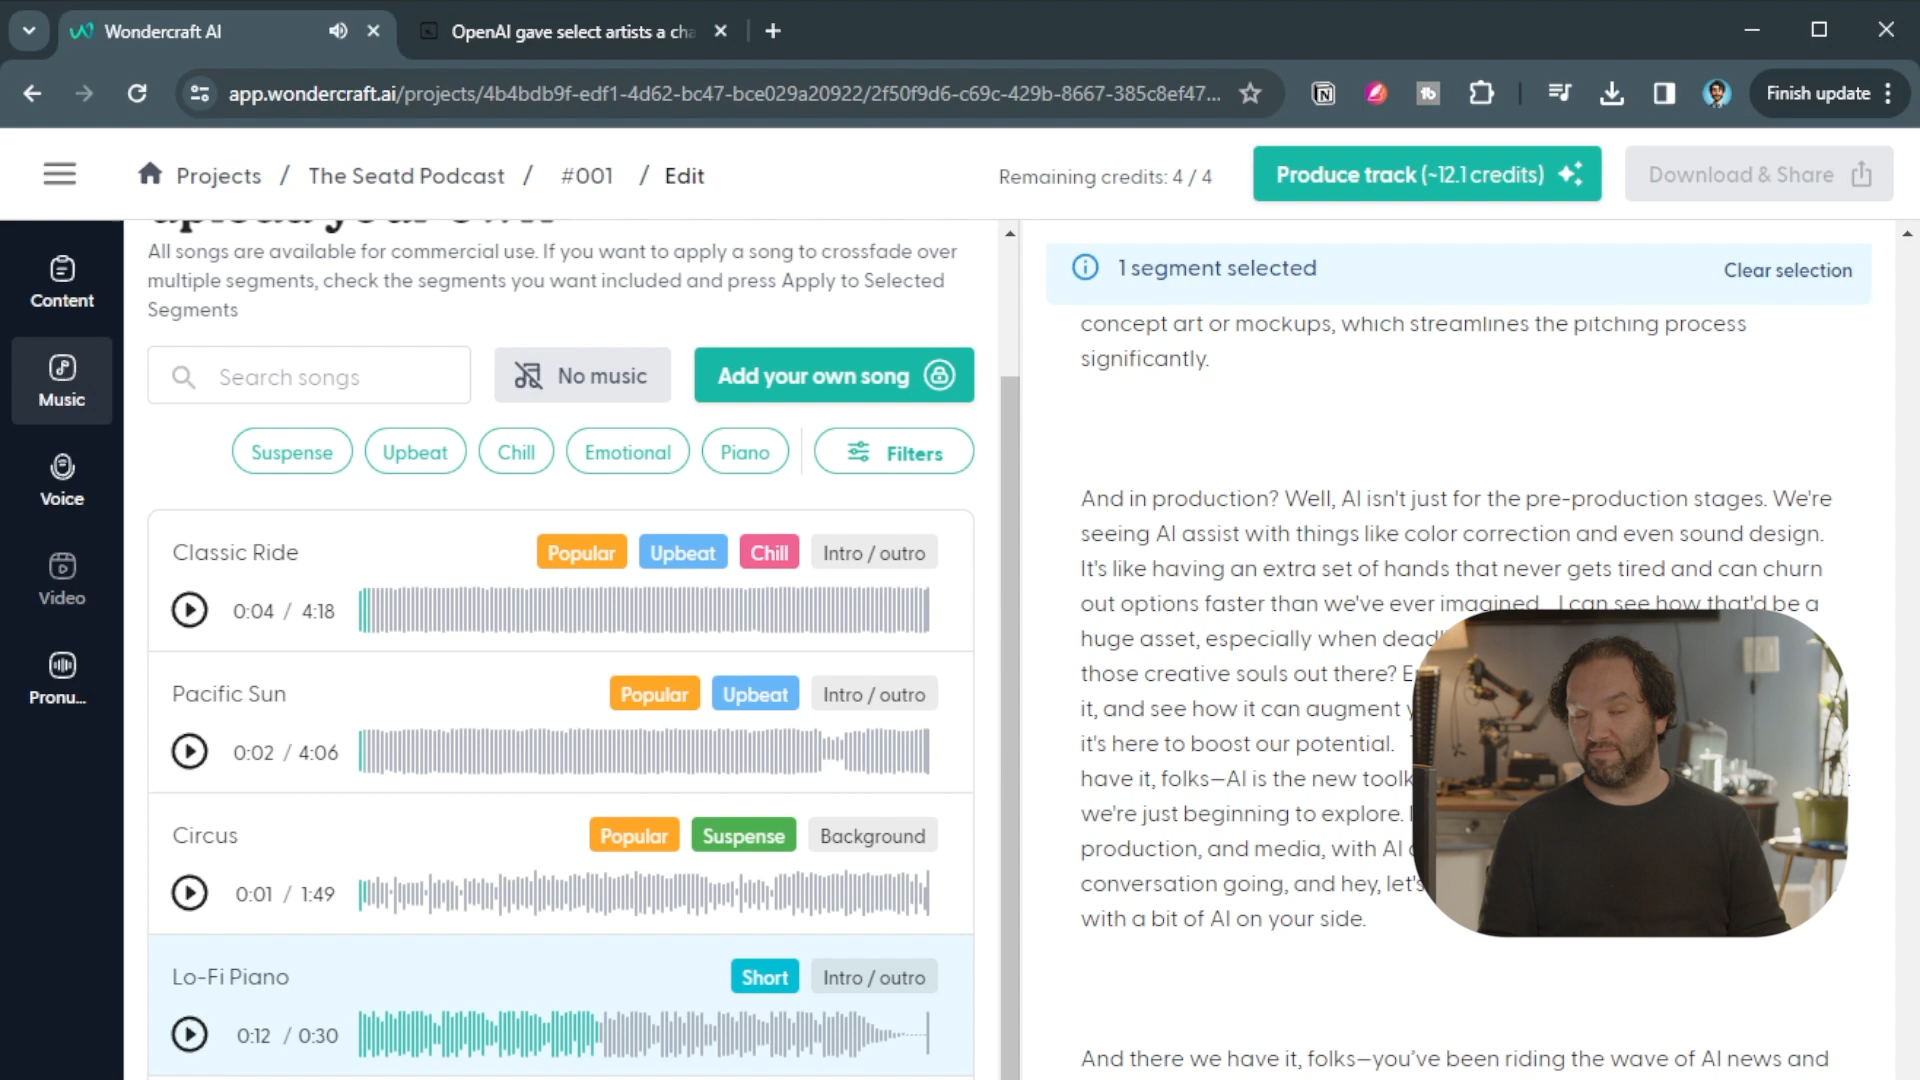 Wondercraft AI
OpenAI gave select artists a cha
app.wondercraft.ai/projects/4b4bdb9f-edf1-4d62-bc47-bce029a20922/2f50f9d6-c69c-429b-8667-385c8ef47...
Finish update
Projects / The Seatd Podcast / #001 / Edit
Remaining credits: 4 / 4
Produce track (~12.1 credits)
Download & Share
Content
Music
Voice
Video
Pronu...
upload your own
All songs are available for commercial use. If you want to apply a song to crossfade over
multiple segments, check the segments you want included and press Apply to Selected
Segments
Search songs
No music
Add your own song
Suspense
Upbeat
Chill
Emotional
Piano
Filters
Classic Ride
Popular
Upbeat
Chill
Intro / outro
0:04 / 4:18
Pacific Sun
Popular
Upbeat
Intro / outro
0:02 / 4:06
Circus
Popular
Suspense
Background
0:01 / 1:49
Lo-Fi Piano
Short
Intro / outro
0:12 / 0:30
1 segment selected
Clear selection
concept art or mockups, which streamlines the pitching process
significantly.
And in production? Well, AI isn't just for the pre-production stages. We're
seeing AI assist with things like color correction and even sound design.
It's like having an extra set of hands that never gets tired and can churn
out options faster than we've ever imagined. I can see how that'd be a
huge asset, especially when deadl
those creative souls out there? E
it, and see how it can augment y
it's here to boost our potential.
have it, folks—AI is the new toolk
we're just beginning to explore.
production, and media, with AI
conversation going, and hey, let's
with a bit of AI on your side.
And there we have it, folks—you've been riding the wave of AI news and